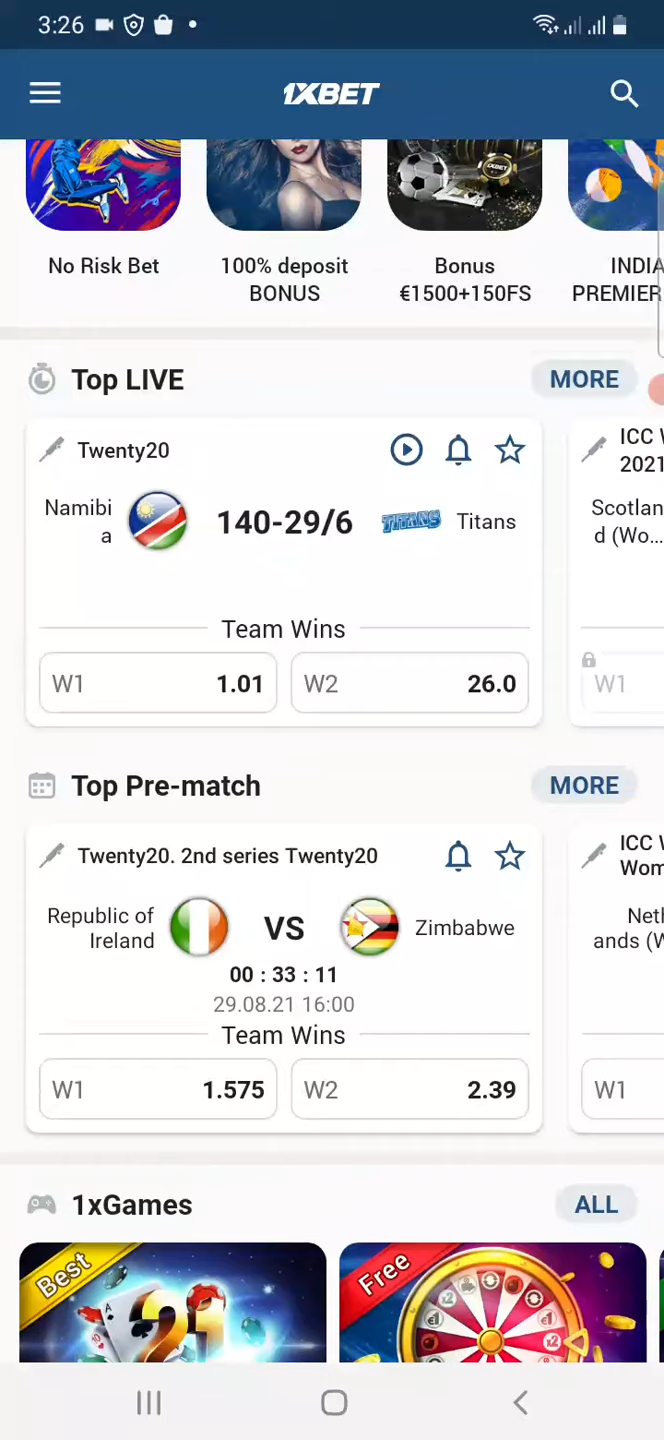 3:26
1XBET
No Risk Bet
100% deposit
BONUS
Bonus
€1500+150FS
INDIA
PREMIER
Top LIVE
MORE
Twenty20
Namibi
a
140-29/6
TITANS
Titans
Team Wins
W1
1.01
W2
26.0
ICC
2021
Scotlan
d (Wo...
W1
Top Pre-match
MORE
Twenty20. 2nd series Twenty20
Republic of
Ireland
VS
Zimbabwe
00 : 33 : 11
29.08.21 16:00
Team Wins
W1
1.575
W2
2.39
ICC
Wom
Neth
ands (W
W1
1xGames
ALL
Best
21
Free